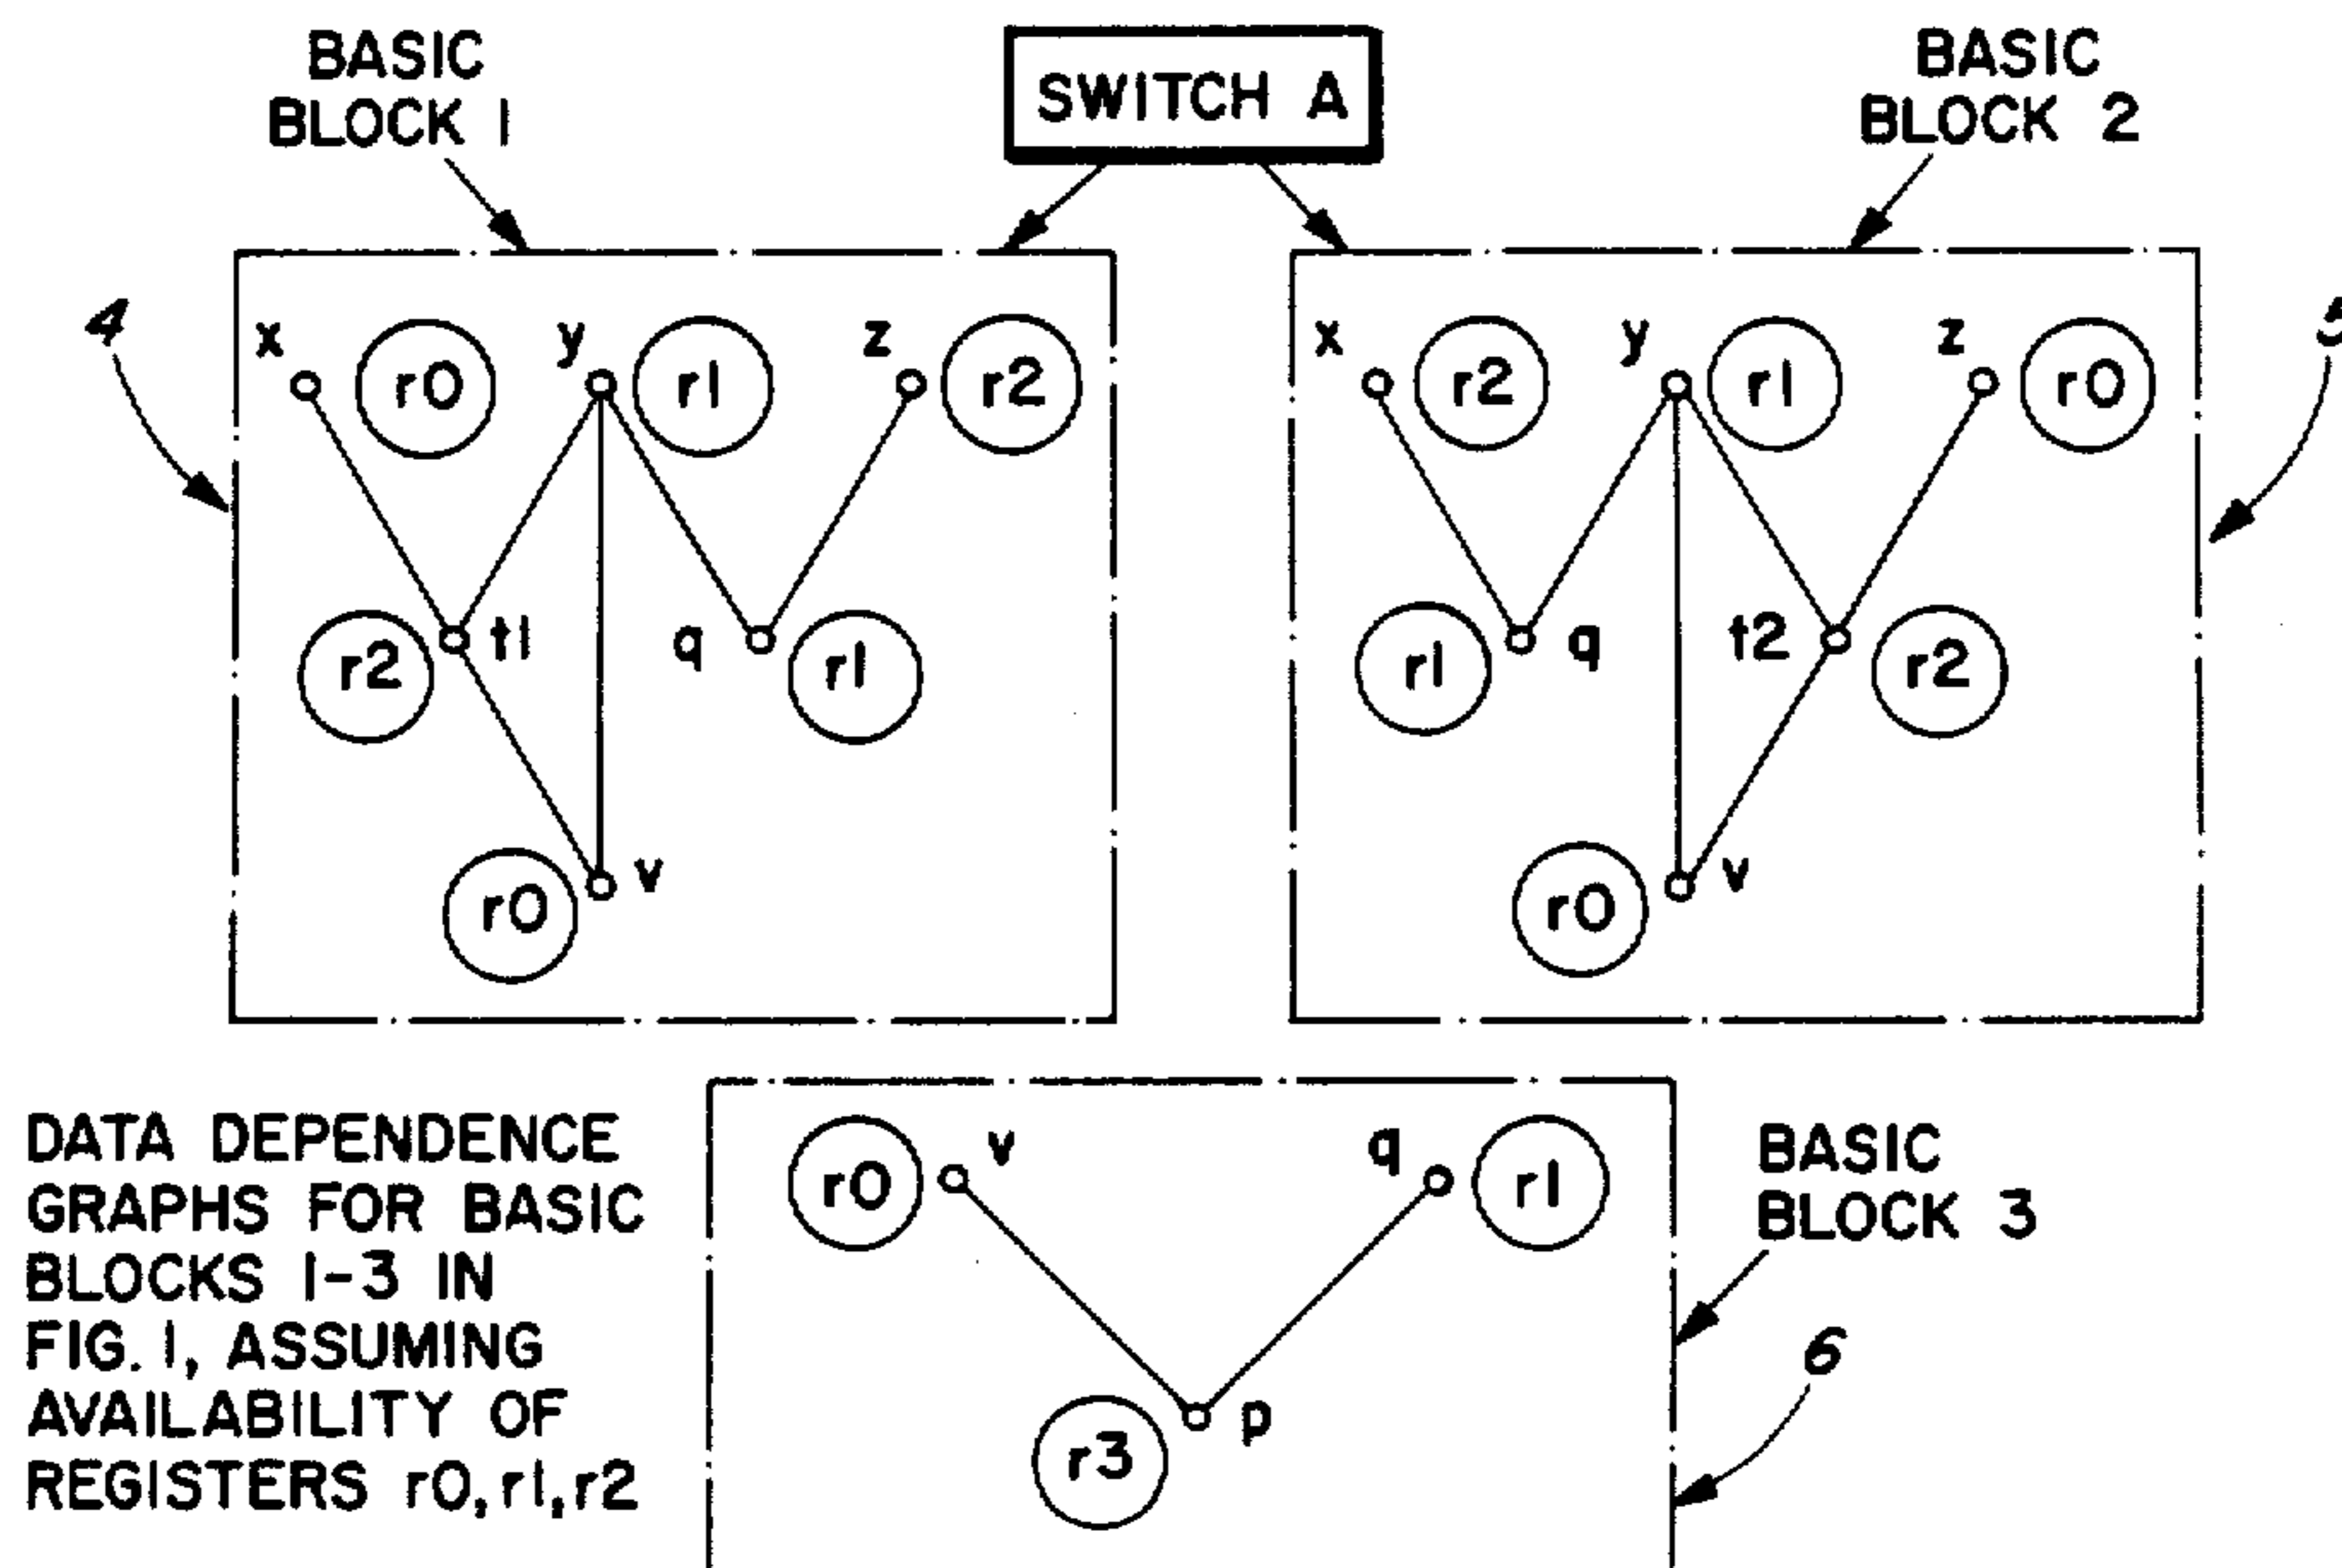 BASIC
BLOCK 1
SWITCH A
BASIC
BLOCK 2
4
x r0 y r1 z r2
r2 t1 q r1
r0 v
x r2 y r1 z r0
r1 q t2 r2
r0 v
5
DATA DEPENDENCE
GRAPHS FOR BASIC
BLOCKS 1-3 IN
FIG. 1, ASSUMING
AVAILABILITY OF
REGISTERS r0,r1,r2
r0 v q r1
r3 p
BASIC
BLOCK 3
6